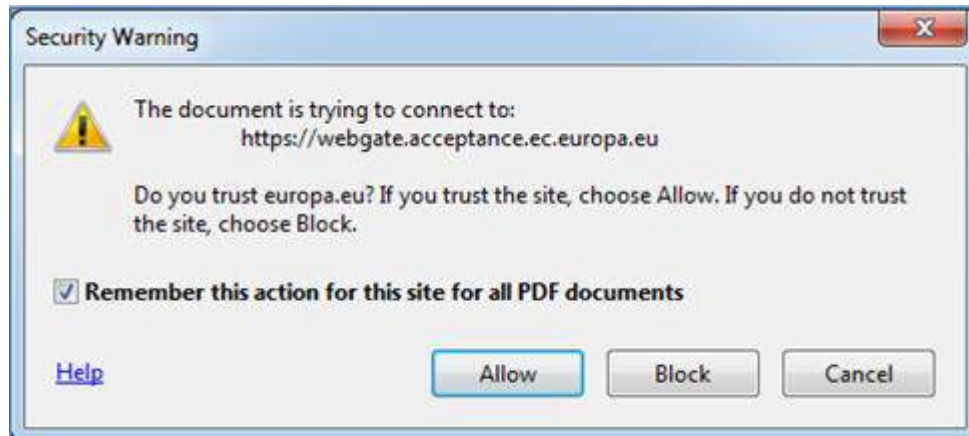 Security Warning
The document is trying to connect to:
https://webgate.acceptance.ec.europa.eu
Do you trust europa.eu? If you trust the site, choose Allow. If you do not trust
the site, choose Block.
Remember this action for this site for all PDF documents
Help
Allow
Block
Cancel